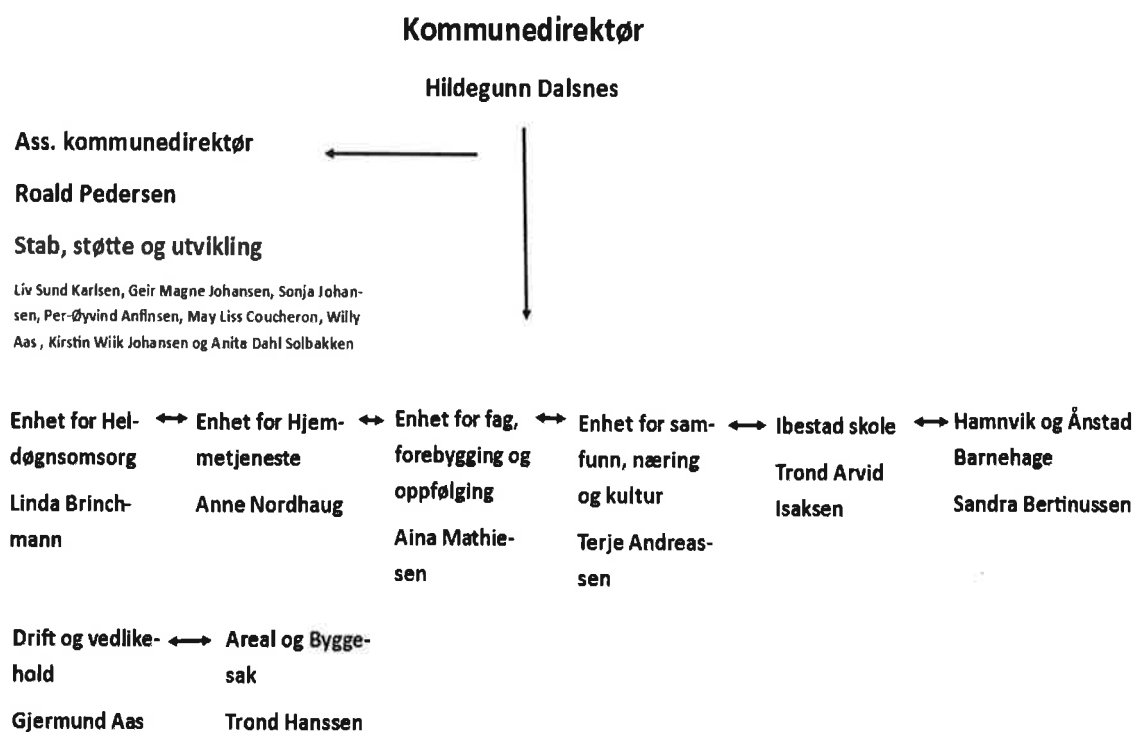 Kommunedirektør
Hildegunn Dalsnes
Ass. kommunedirektør
Roald Pedersen
Stab, støtte og utvikling
Liv Sund Karlsen, Geir Magne Johansen, Sonja Johan-
sen, Per-Øyvind Anfinsen, May Liss Coucheron, Willy
Aas , Kirstin Wiik Johansen og Anita Dahl Solbakken
Enhet for Hel-
døgnsomsorg
Linda Brinch-
mann
Enhet for Hjem-
metjeneste
Anne Nordhaug
Enhet for fag,
forebygging og
oppfølging
Aina Mathie-
sen
Enhet for sam-
funn, næring
og kultur
Terje Andreas-
sen
Ibestad skole
Trond Arvid
Isaksen
Hamnvik og Ånstad
Barnehage
Sandra Bertinussen
Drift og vedlike-
hold
Gjermund Aas
Areal og Bygge-
sak
Trond Hanssen